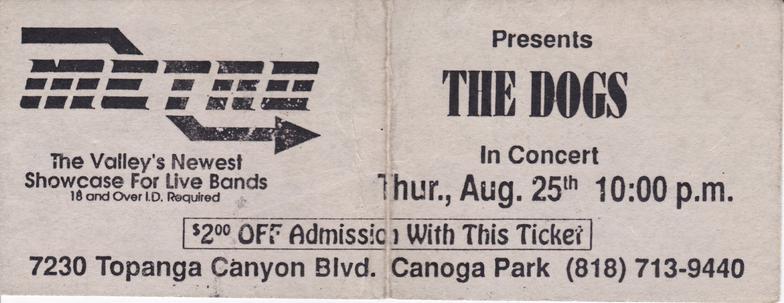 METRO
The Valley's Newest
Showcase For Live Bands
18 and Over I.D. Required
Presents
THE DOGS
In Concert
Thur., Aug. 25th 10:00 p.m.
$2.00 OFF Admission With This Ticket
7230 Topanga Canyon Blvd. Canoga Park (818) 713-9440